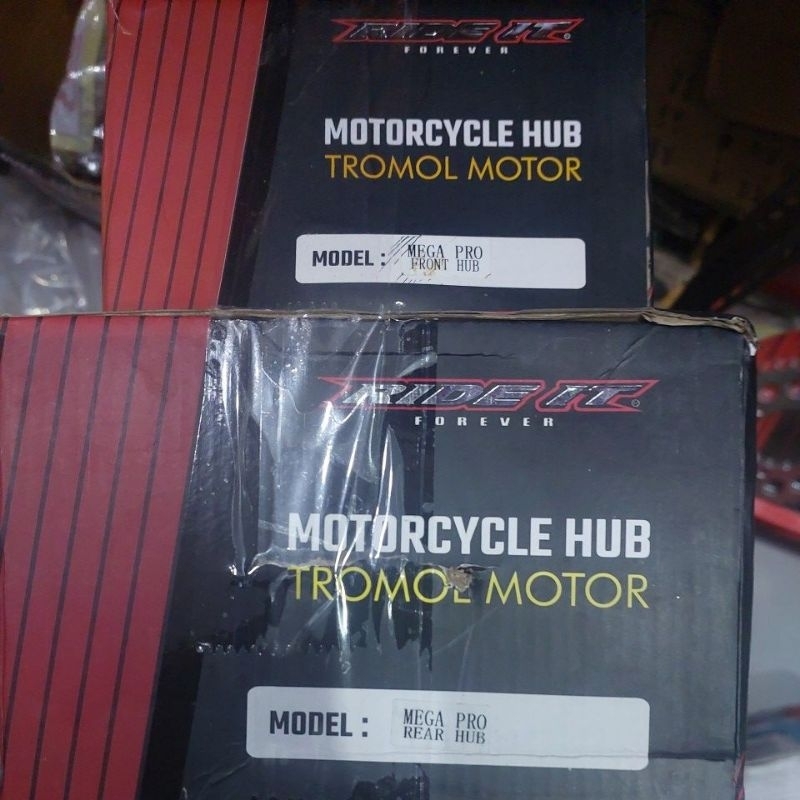 RIDE IT®
FOREVER
MOTORCYCLE HUB
TROMOL MOTOR
MODEL : MEGA PRO
FRONT HUB
RIDE IT®
FOREVER
MOTORCYCLE HUB
TROMOL MOTOR
MODEL : MEGA PRO
REAR HUB